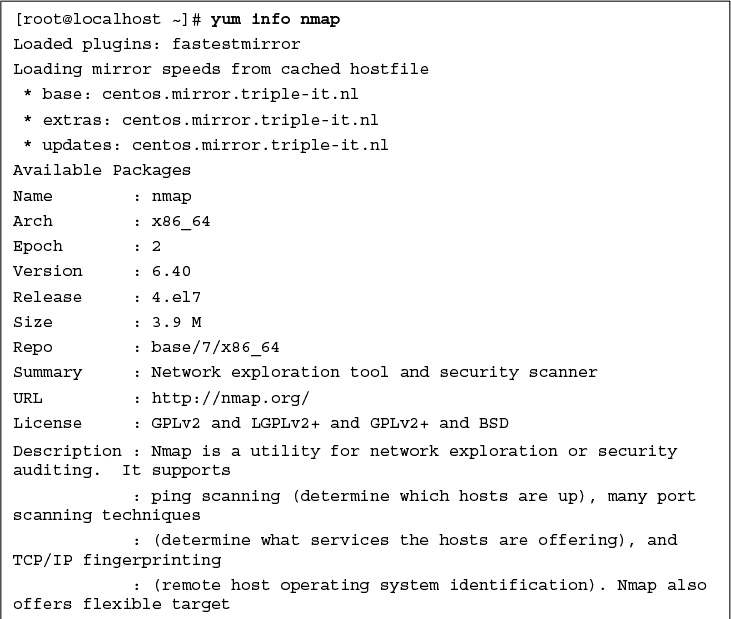 [root@localhost ~]# yum info nmap
Loaded plugins: fastestmirror
Loading mirror speeds from cached hostfile
 * base: centos.mirror.triple-it.nl
 * extras: centos.mirror.triple-it.nl
 * updates: centos.mirror.triple-it.nl
Available Packages
Name        : nmap
Arch        : x86_64
Epoch       : 2
Version     : 6.40
Release     : 4.el7
Size        : 3.9 M
Repo        : base/7/x86_64
Summary     : Network exploration tool and security scanner
URL         : http://nmap.org/
License     : GPLv2 and LGPLv2+ and GPLv2+ and BSD
Description : Nmap is a utility for network exploration or security
auditing.  It supports
            : ping scanning (determine which hosts are up), many port
scanning techniques
            : (determine what services the hosts are offering), and
TCP/IP fingerprinting
            : (remote host operating system identification). Nmap also
offers flexible target